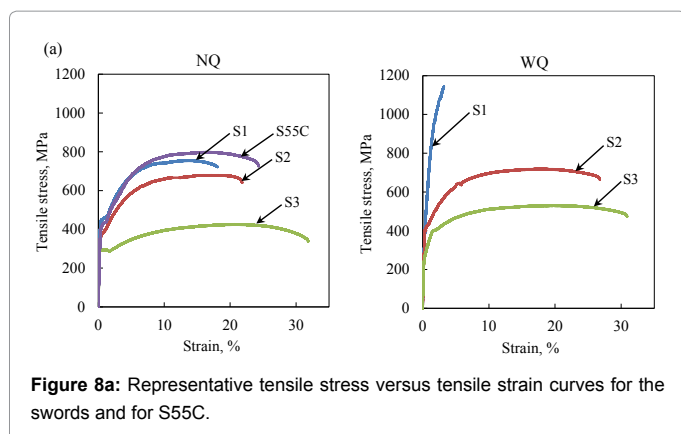 (a)
NQ
1200
1000
800
600
400
200
0
0 10 20 30
Tensile stress, MPa
Strain, %
S1
S55C
S2
S3
WQ
1200
1000
800
600
400
200
0
0 10 20 30
Tensile stress, MPa
Strain, %
S1
S2
S3
Figure 8a: Representative tensile stress versus tensile strain curves for the
swords and for S55C.